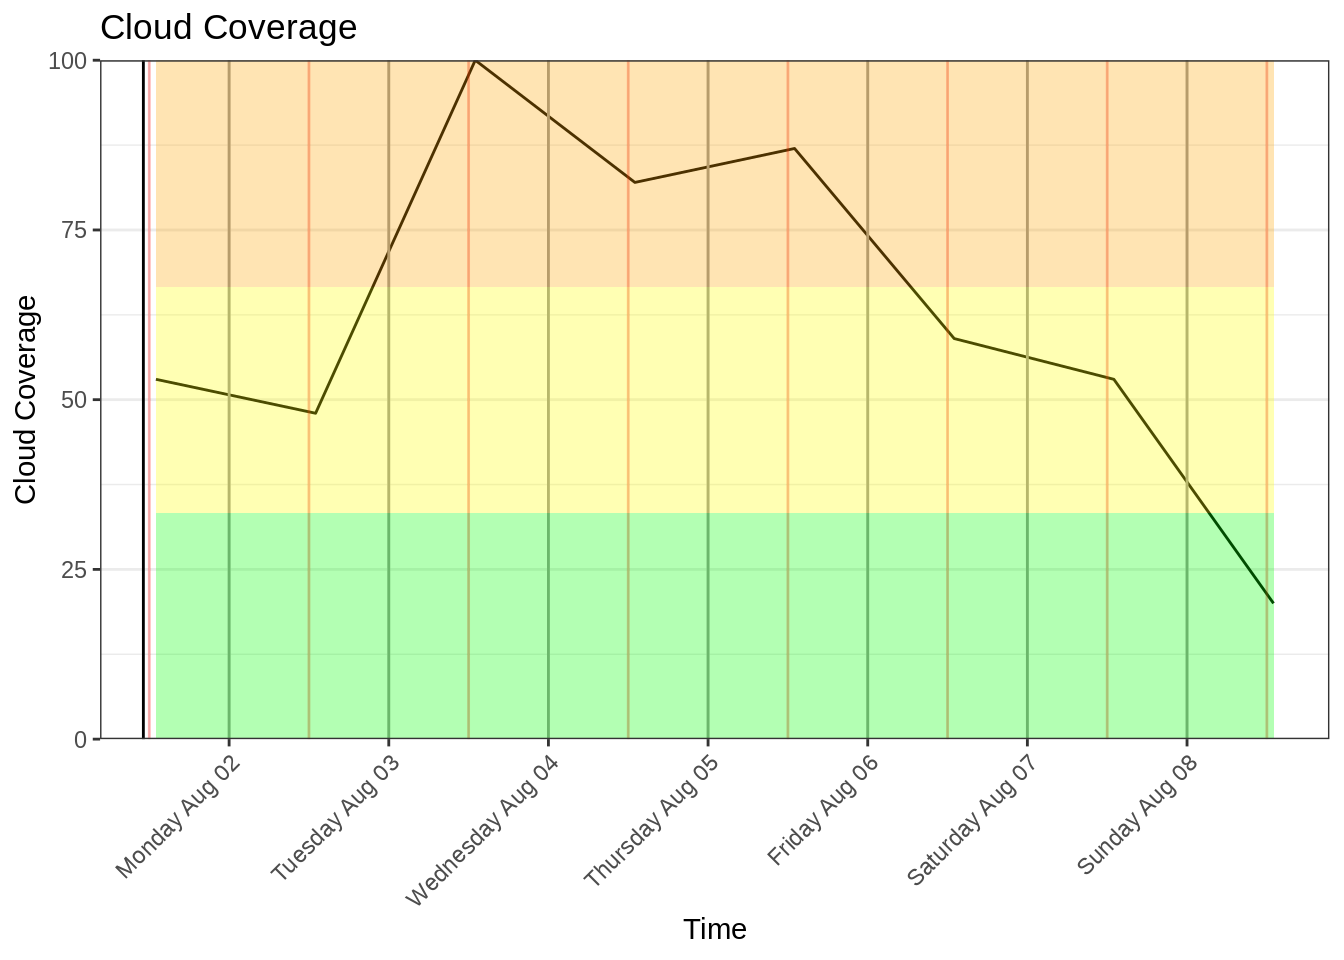 Cloud Coverage
100
75
50
25
0
Cloud Coverage
Monday Aug 02
Tuesday Aug 03
Wednesday Aug 04
Thursday Aug 05
Friday Aug 06
Saturday Aug 07
Sunday Aug 08
Time